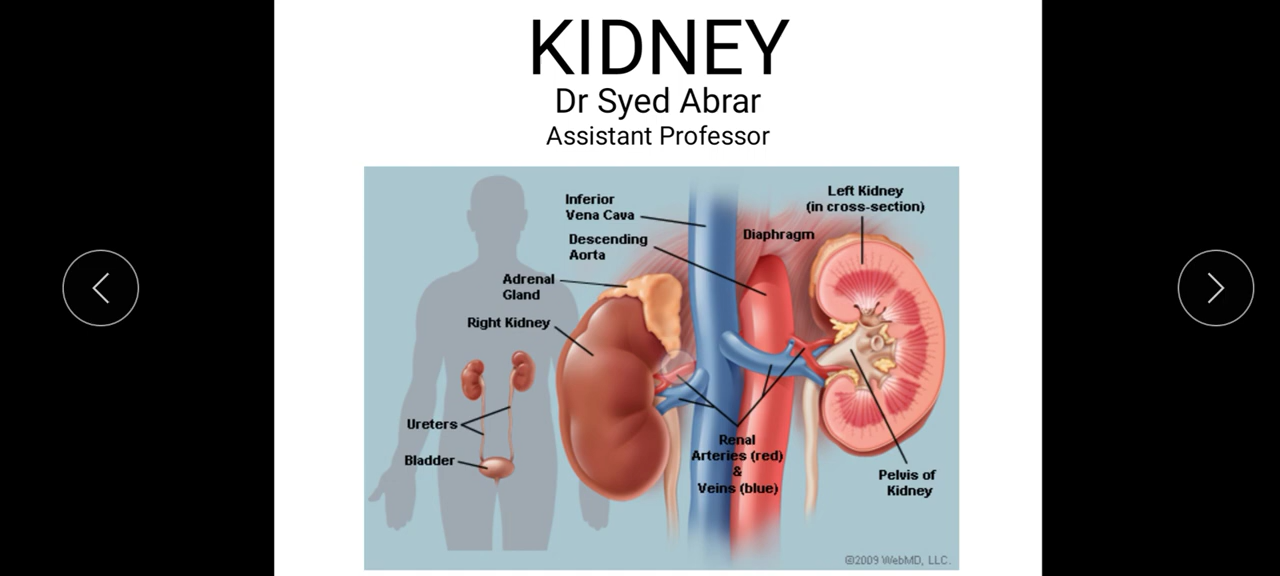 KIDNEY
Dr Syed Abrar
Assistant Professor
Inferior
Vena Cava
Descending
Aorta
Adrenal
Gland
Right Kidney
Diaphragm
Left Kidney
(in cross-section)
Ureters
Bladder
Renal
Arteries (red)
&
Veins (blue)
Pelvis of
Kidney
©2009 WebMD, LLC.